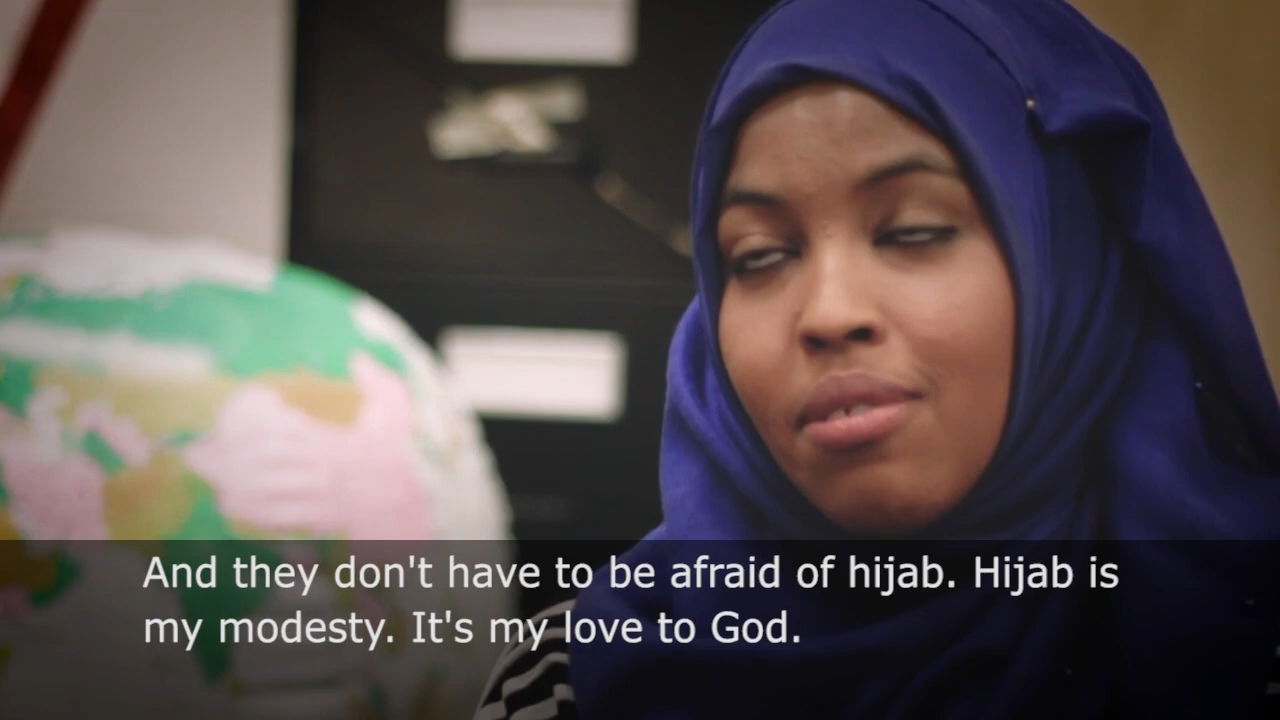 And they don't have to be afraid of hijab. Hijab is
my modesty. It's my love to God.